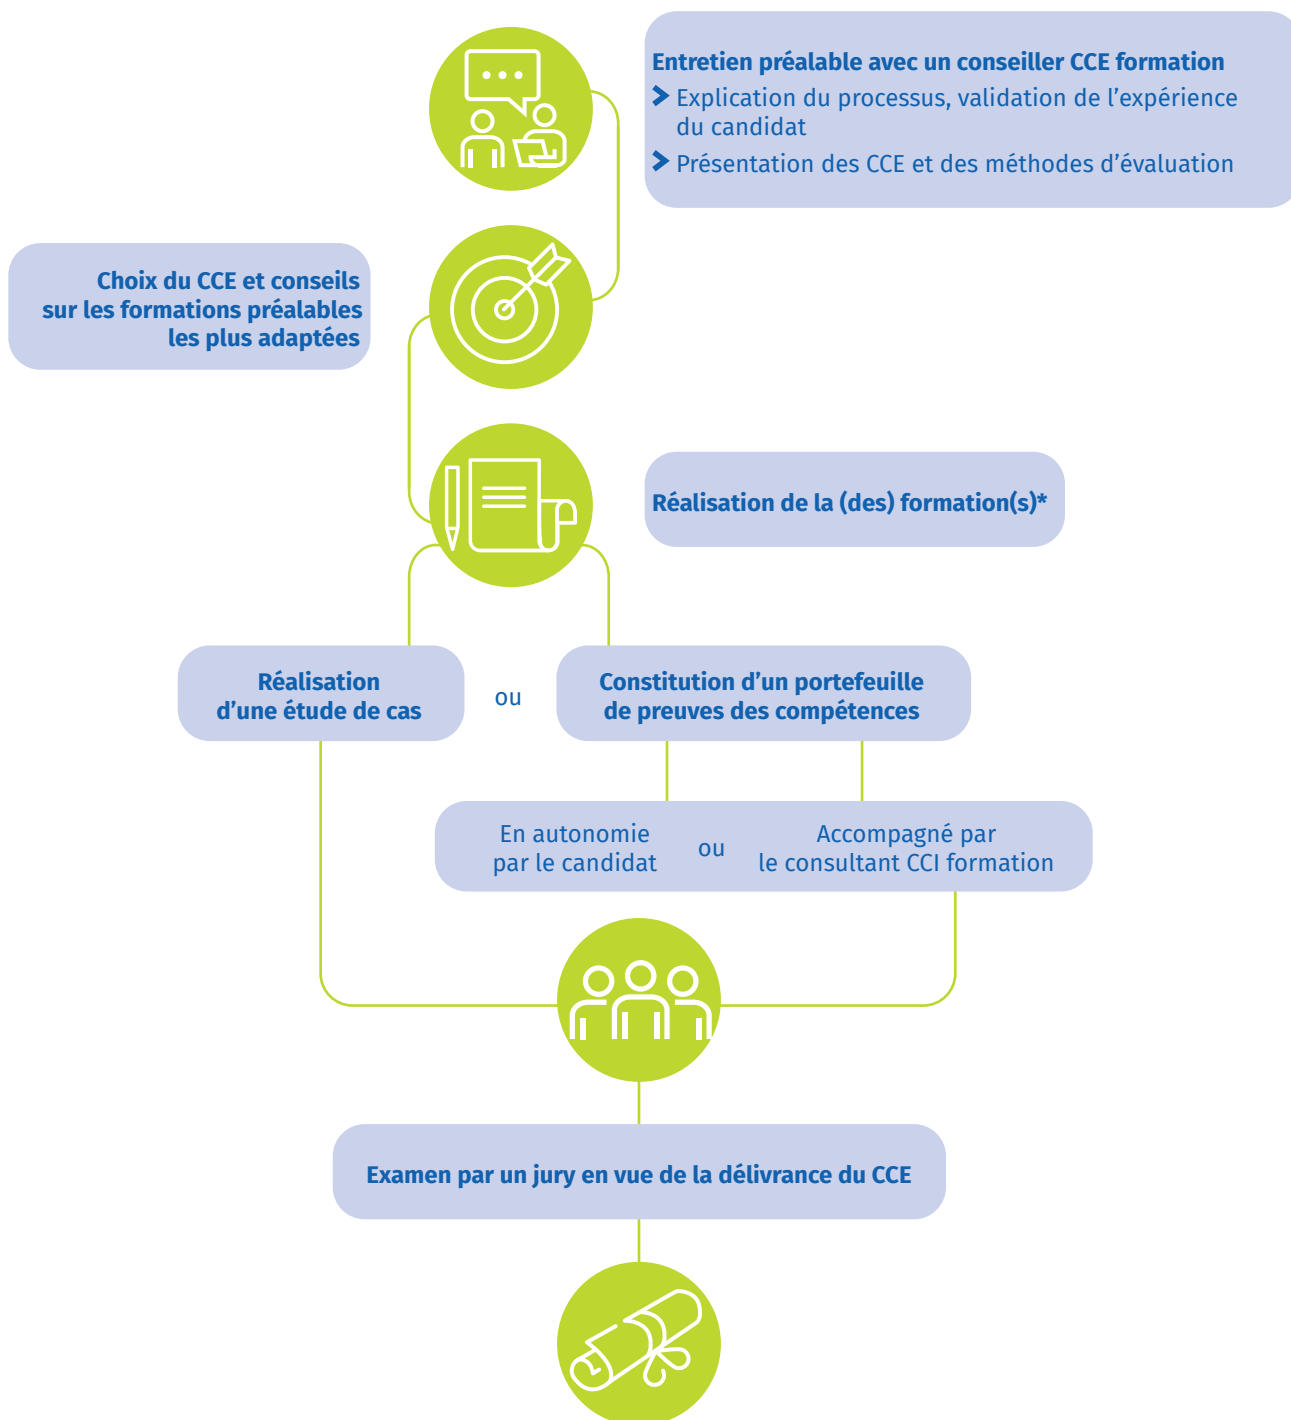 Entretien préalable avec un conseiller CCE formation
Explication du processus, validation de l’expérience
du candidat
Présentation des CCE et des méthodes d’évaluation
Choix du CCE et conseils
sur les formations préalables
les plus adaptées
Réalisation de la (des) formation(s)*
Réalisation
d’une étude de cas
ou
Constitution d’un portefeuille
de preuves des compétences
En autonomie
par le candidat
ou
Accompagné par
le consultant CCI formation
Examen par un jury en vue de la délivrance du CCE